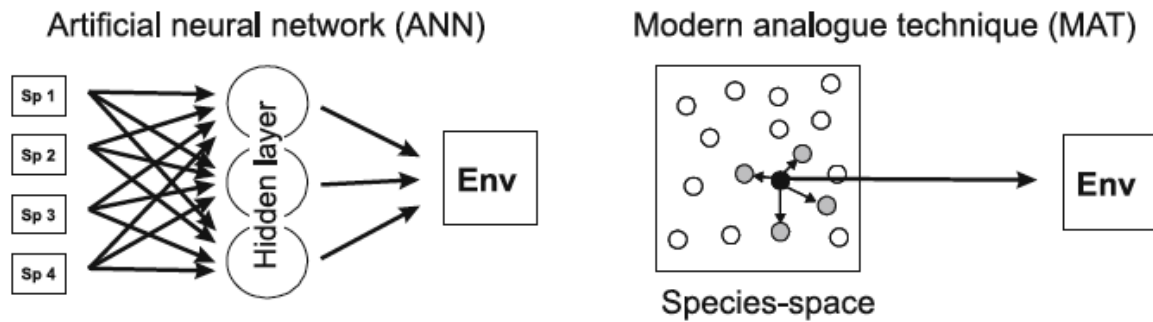 Artificial neural network (ANN)
Sp 1
Sp 2
Sp 3
Sp 4
Hidden layer
Env
Modern analogue technique (MAT)
Env
Species-space